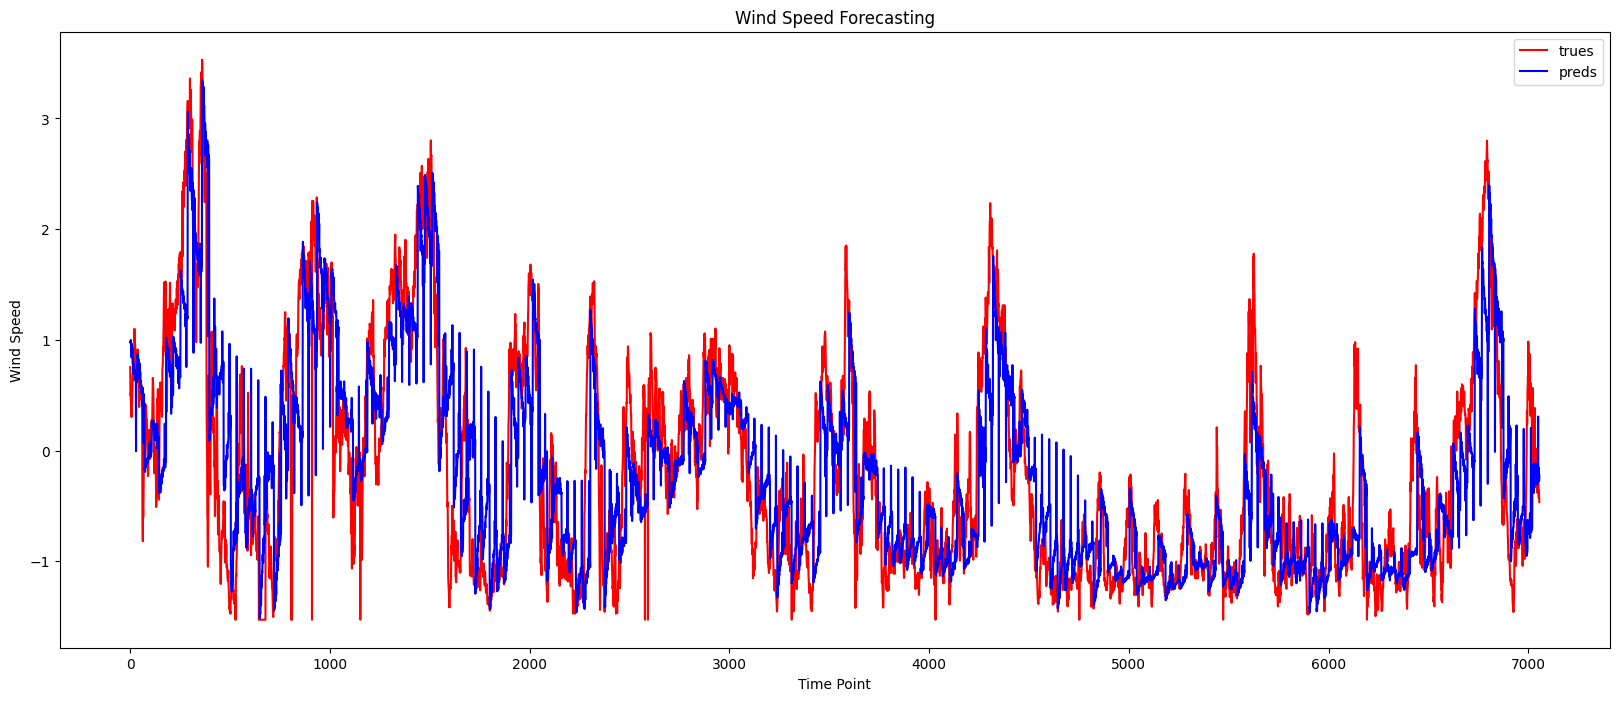 Wind Speed Forecasting
trues
preds
Wind Speed
3
2
1
0
−1
0 1000 2000 3000 4000 5000 6000 7000
Time Point